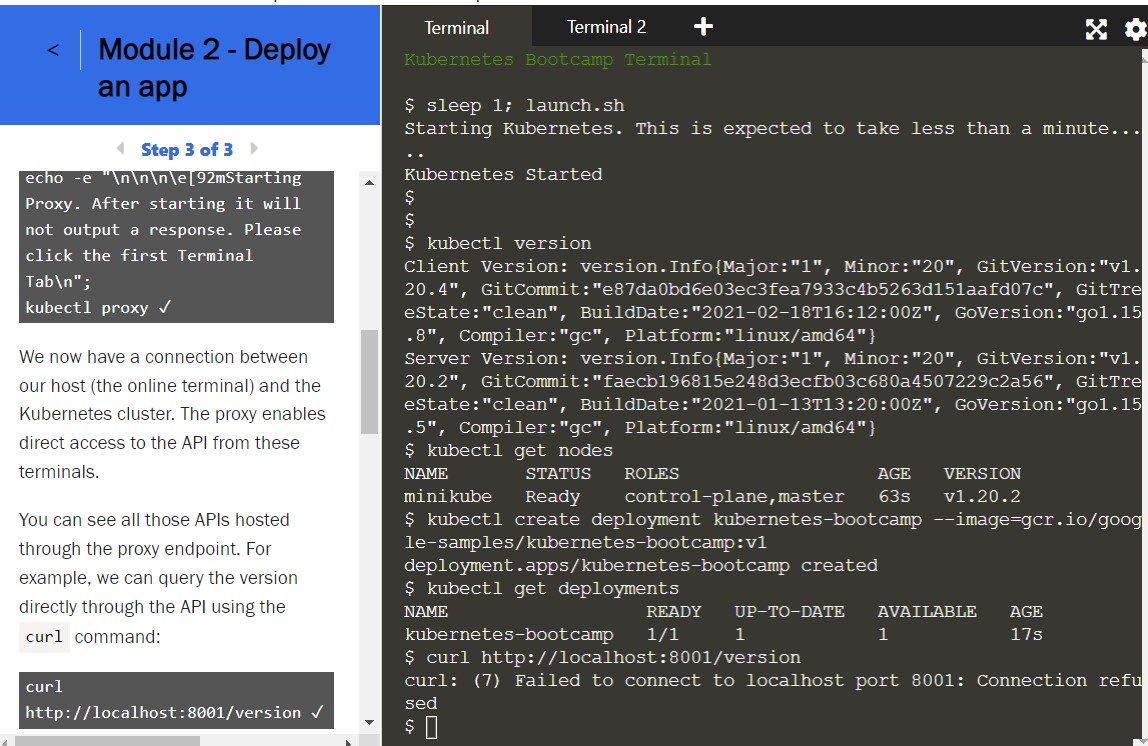 <
Module 2 - Deploy
an app
Step 3 of 3
echo -e "\n\n\n\e[92mStarting
Proxy. After starting it will
not output a response. Please
click the first Terminal
Tab\n";
kubectl proxy ✓
We now have a connection between
our host (the online terminal) and the
Kubernetes cluster. The proxy enables
direct access to the API from these
terminals.
You can see all those APIs hosted
through the proxy endpoint. For
example, we can query the version
directly through the API using the
curl command:
curl
http://localhost:8001/version ✓
Terminal
Terminal 2
+
Kubernetes Bootcamp Terminal
$ sleep 1; launch.sh
Starting Kubernetes. This is expected to take less than a minute...
..
Kubernetes Started
$
$
$ kubectl version
Client Version: version.Info{Major:"1", Minor:"20", GitVersion:"v1.
20.4", GitCommit:"e87da0bd6e03ec3fea7933c4b5263d151aafd07c", GitTre
eState:"clean", BuildDate:"2021-02-18T16:12:00Z", GoVersion:"go1.15
.8", Compiler:"gc", Platform:"linux/amd64"}
Server Version: version.Info{Major:"1", Minor:"20", GitVersion:"v1.
20.2", GitCommit:"faecb196815e248d3ecfb03c680a4507229c2a56", GitTre
eState:"clean", BuildDate:"2021-01-13T13:20:00Z", GoVersion:"go1.15
.5", Compiler:"gc", Platform:"linux/amd64"}
$ kubectl get nodes
NAME STATUS ROLES AGE VERSION
minikube Ready control-plane,master 63s v1.20.2
$ kubectl create deployment kubernetes-bootcamp --image=gcr.io/goog
le-samples/kubernetes-bootcamp:v1
deployment.apps/kubernetes-bootcamp created
$ kubectl get deployments
NAME READY UP-TO-DATE AVAILABLE AGE
kubernetes-bootcamp 1/1 1 1 17s
$ curl http://localhost:8001/version
curl: (7) Failed to connect to localhost port 8001: Connection refu
sed
$